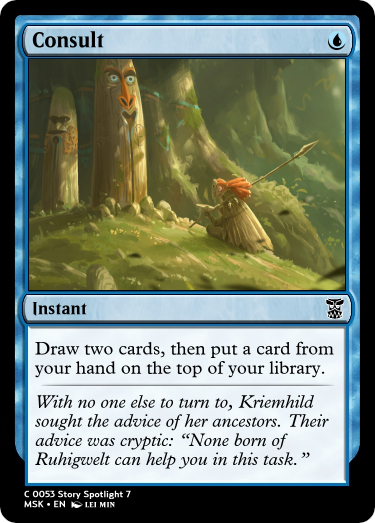 Consult
Instant
Draw two cards, then put a card from
your hand on the top of your library.
With no one else to turn to, Kriemhild
sought the advice of her ancestors. Their
advice was cryptic: “None born of
Ruhigwelt can help you in this task.”
C 0053 Story Spotlight 7
MSK • EN LEI MIN